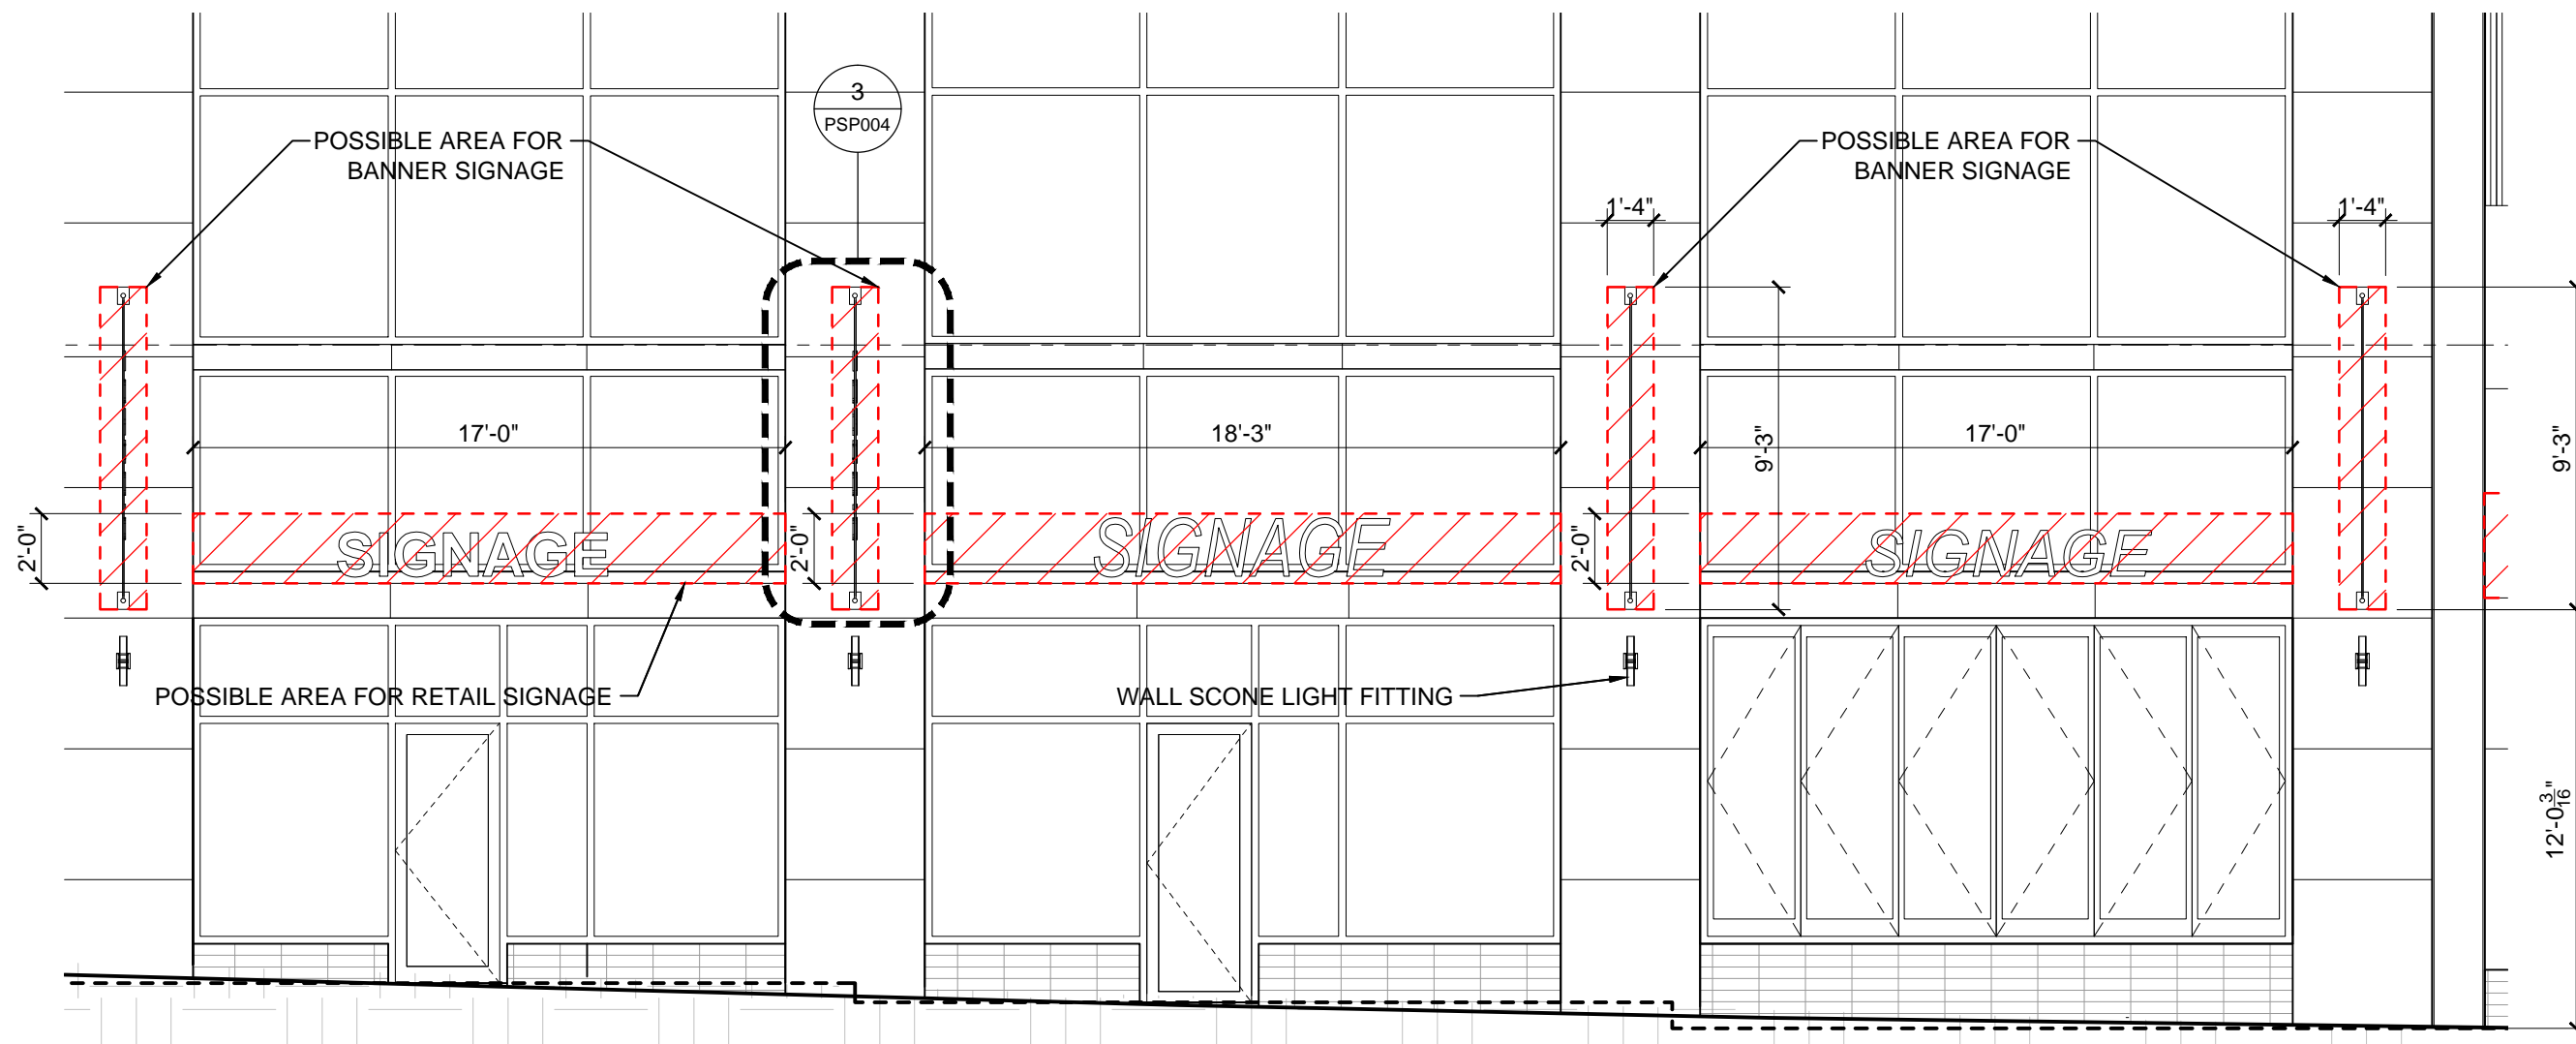 3
PSP004
POSSIBLE AREA FOR
BANNER SIGNAGE
POSSIBLE AREA FOR
BANNER SIGNAGE
1'-4"
1'-4"
17'-0"
18'-3"
17'-0"
9'-3"
9'-3"
2'-0"
SIGNAGE
2'-0"
SIGNAGE
2'-0"
SIGNAGE
POSSIBLE AREA FOR RETAIL SIGNAGE
WALL SCONE LIGHT FITTING
12'-0 3/16"